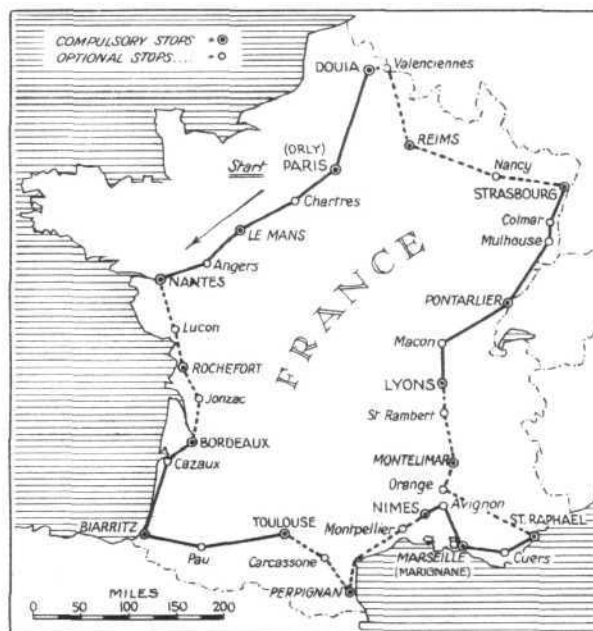 COMPULSORY STOPS
OPTIONAL STOPS....
DOUIA
Valenciennes
REIMS
(ORLY)
PARIS
Start
Nancy
STRASBOURG
Chartres
Colmar
LE MANS
Mulhouse
Angers
NANTES
PONTARLIER
FRANCE
Lucon
Macon
ROCHEFORT
LYONS
Jonzac
St Rambert
BORDEAUX
Cazaux
MONTELIMAR
Orange
Avignon
NIMES
ST. RAPHAEL
BIARRITZ
TOULOUSE
Montpellier
Pau
Carcassone
MARSEILLE
(MARIGNANE)
Cuers
PERPIGNAN
MILES
0 50 100 150 200